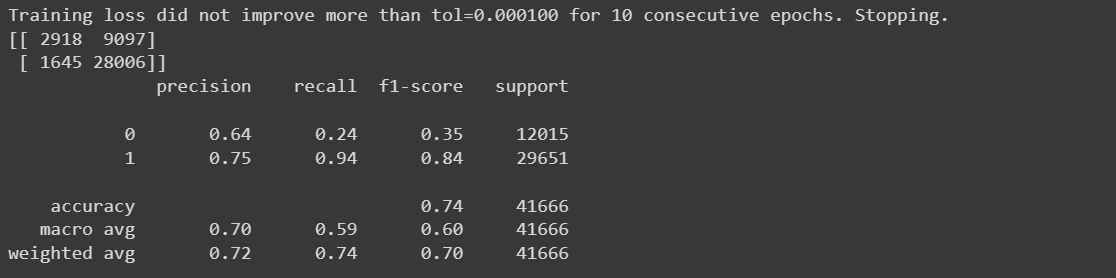 Training loss did not improve more than tol=0.000100 for 10 consecutive epochs. Stopping.
[[ 2918  9097]
 [ 1645 28006]]
              precision    recall  f1-score   support

           0       0.64      0.24      0.35     12015
           1       0.75      0.94      0.84     29651

    accuracy                           0.74     41666
   macro avg       0.70      0.59      0.60     41666
weighted avg       0.72      0.74      0.70     41666